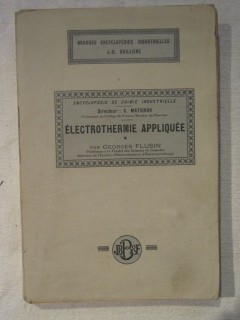 GRANDES ENCYCLOPÉDIES INDUSTRIELLES
J.-B. BAILLIÈRE
ENCYCLOPÉDIE DE CHIMIE INDUSTRIELLE
Directeur : C. MATIGNON
ÉLECTROTHERMIE APPLIQUÉE
PAR GEORGES FLUSIN